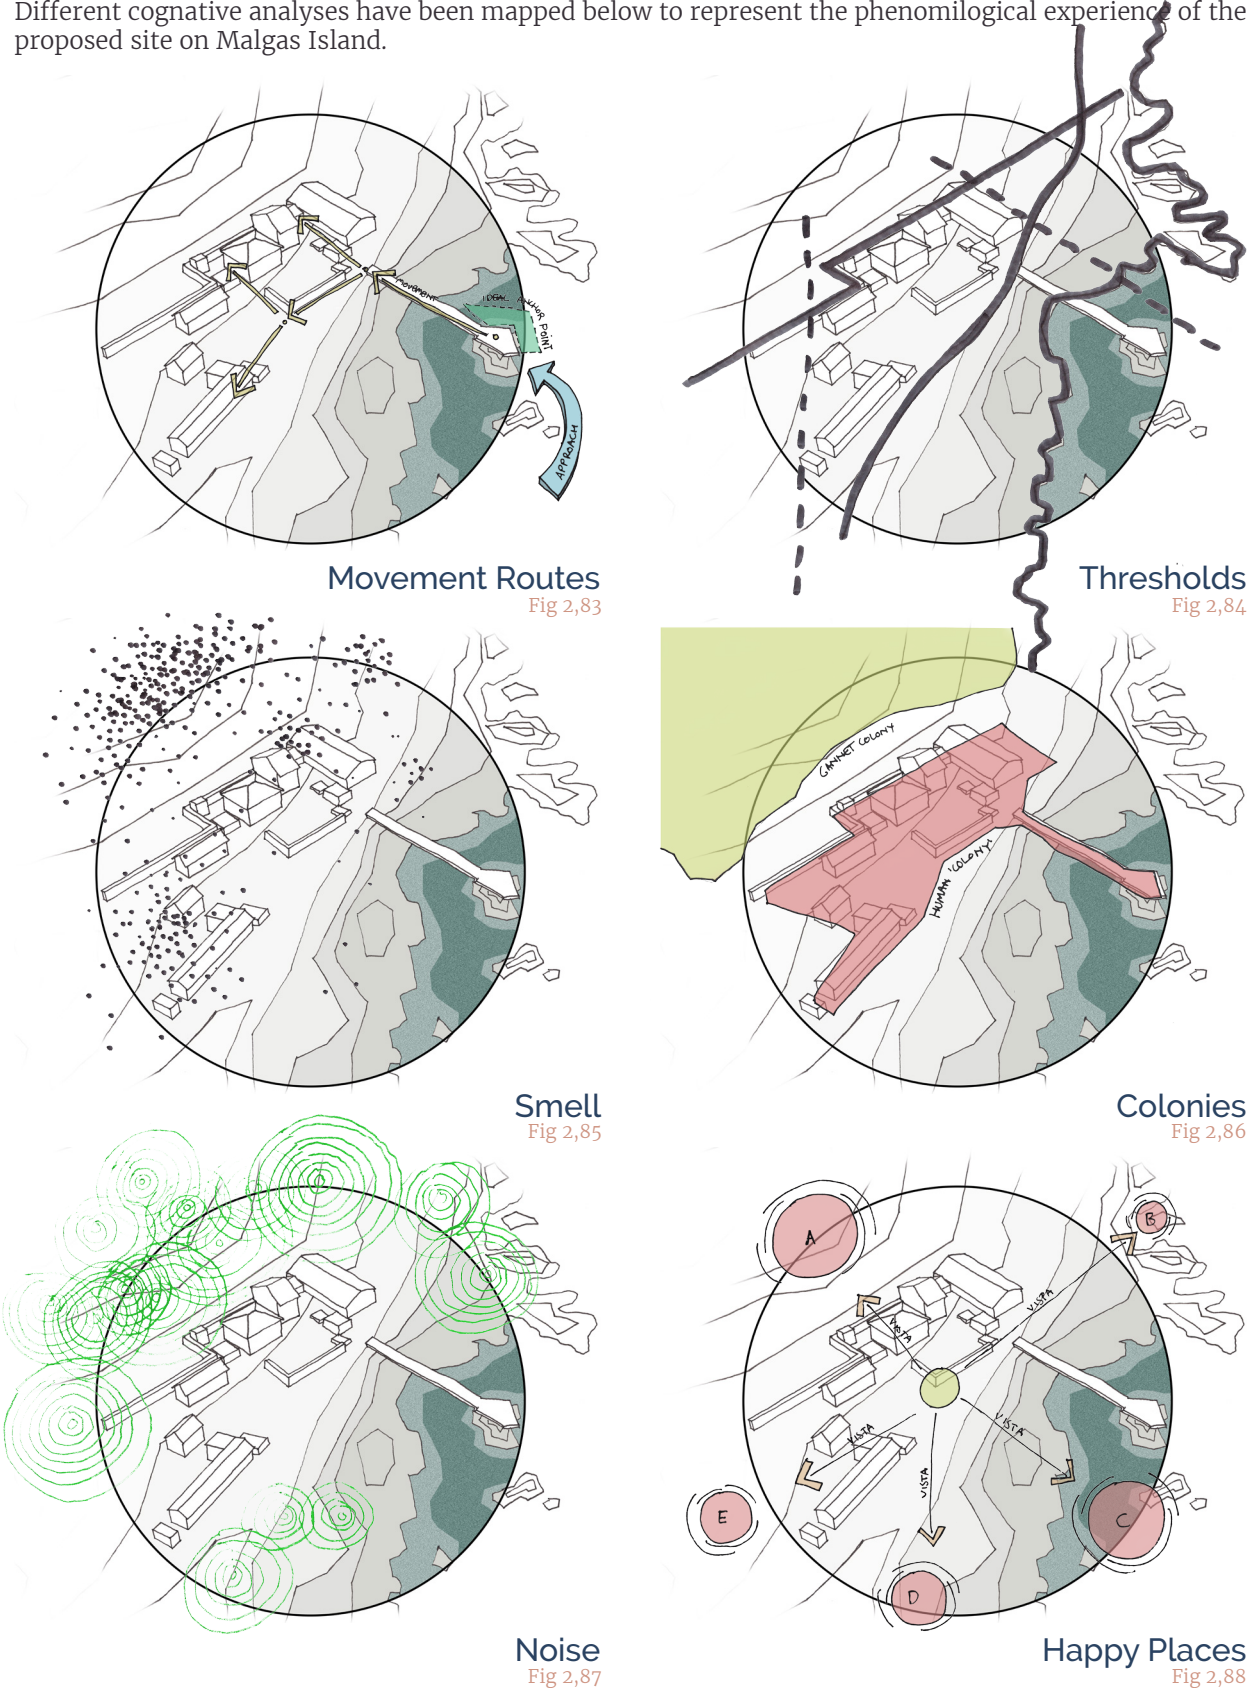 Different cognative analyses have been mapped below to represent the phenomilogical experience of the
proposed site on Malgas Island.
MOVEMENT
IDEAL ANCHOR POINT
APPROACH
Movement Routes
Fig 2,83
Thresholds
Fig 2,84
Smell
Fig 2,85
GANNET COLONY
HUMAN 'COLONY'
Colonies
Fig 2,86
Noise
Fig 2,87
A
B
VISTA
VISTA
VISTA
VISTA
VISTA
E
C
D
Happy Places
Fig 2,88